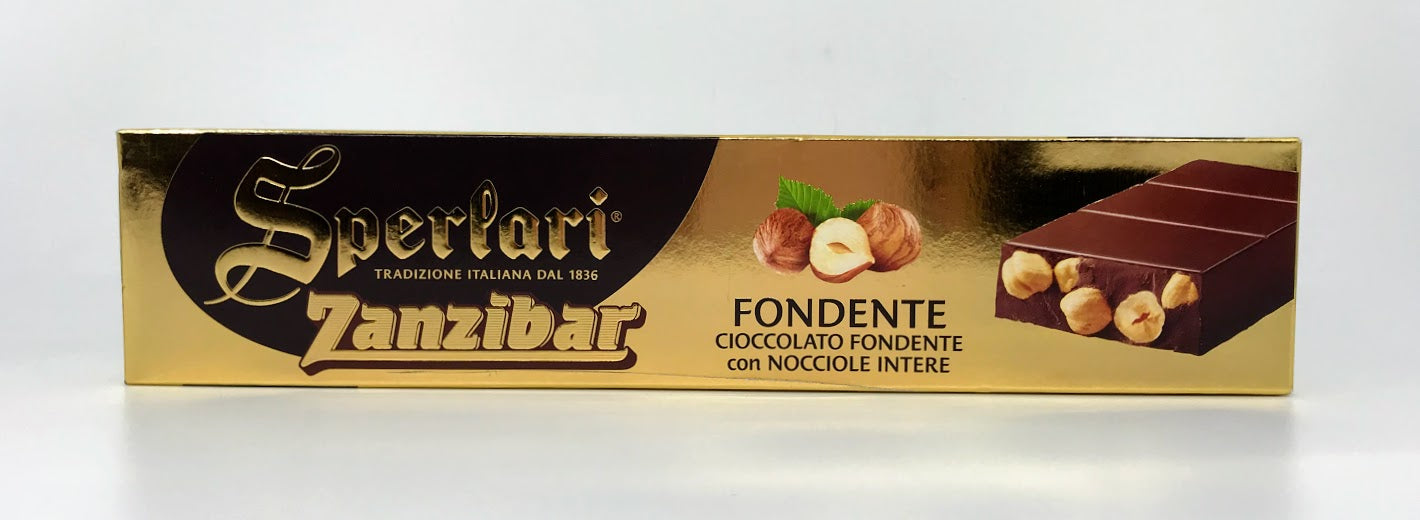 Sperlari®
TRADIZIONE ITALIANA DAL 1836
Zanzibar
FONDENTE
CIOCCOLATO FONDENTE
con NOCCIOLE INTERE